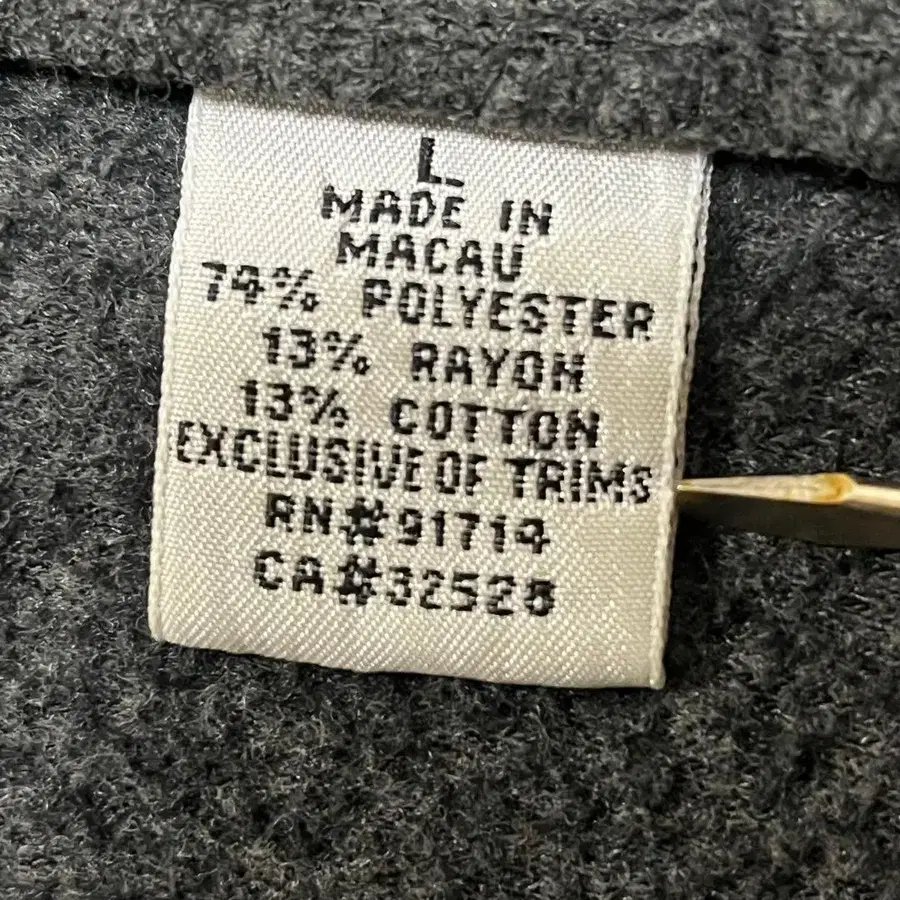 L
MADE IN
MACAU
74% POLYESTER
13% RAYON
13% COTTON
EXCLUSIVE OF TRIMS
RN#91714
CA#32528